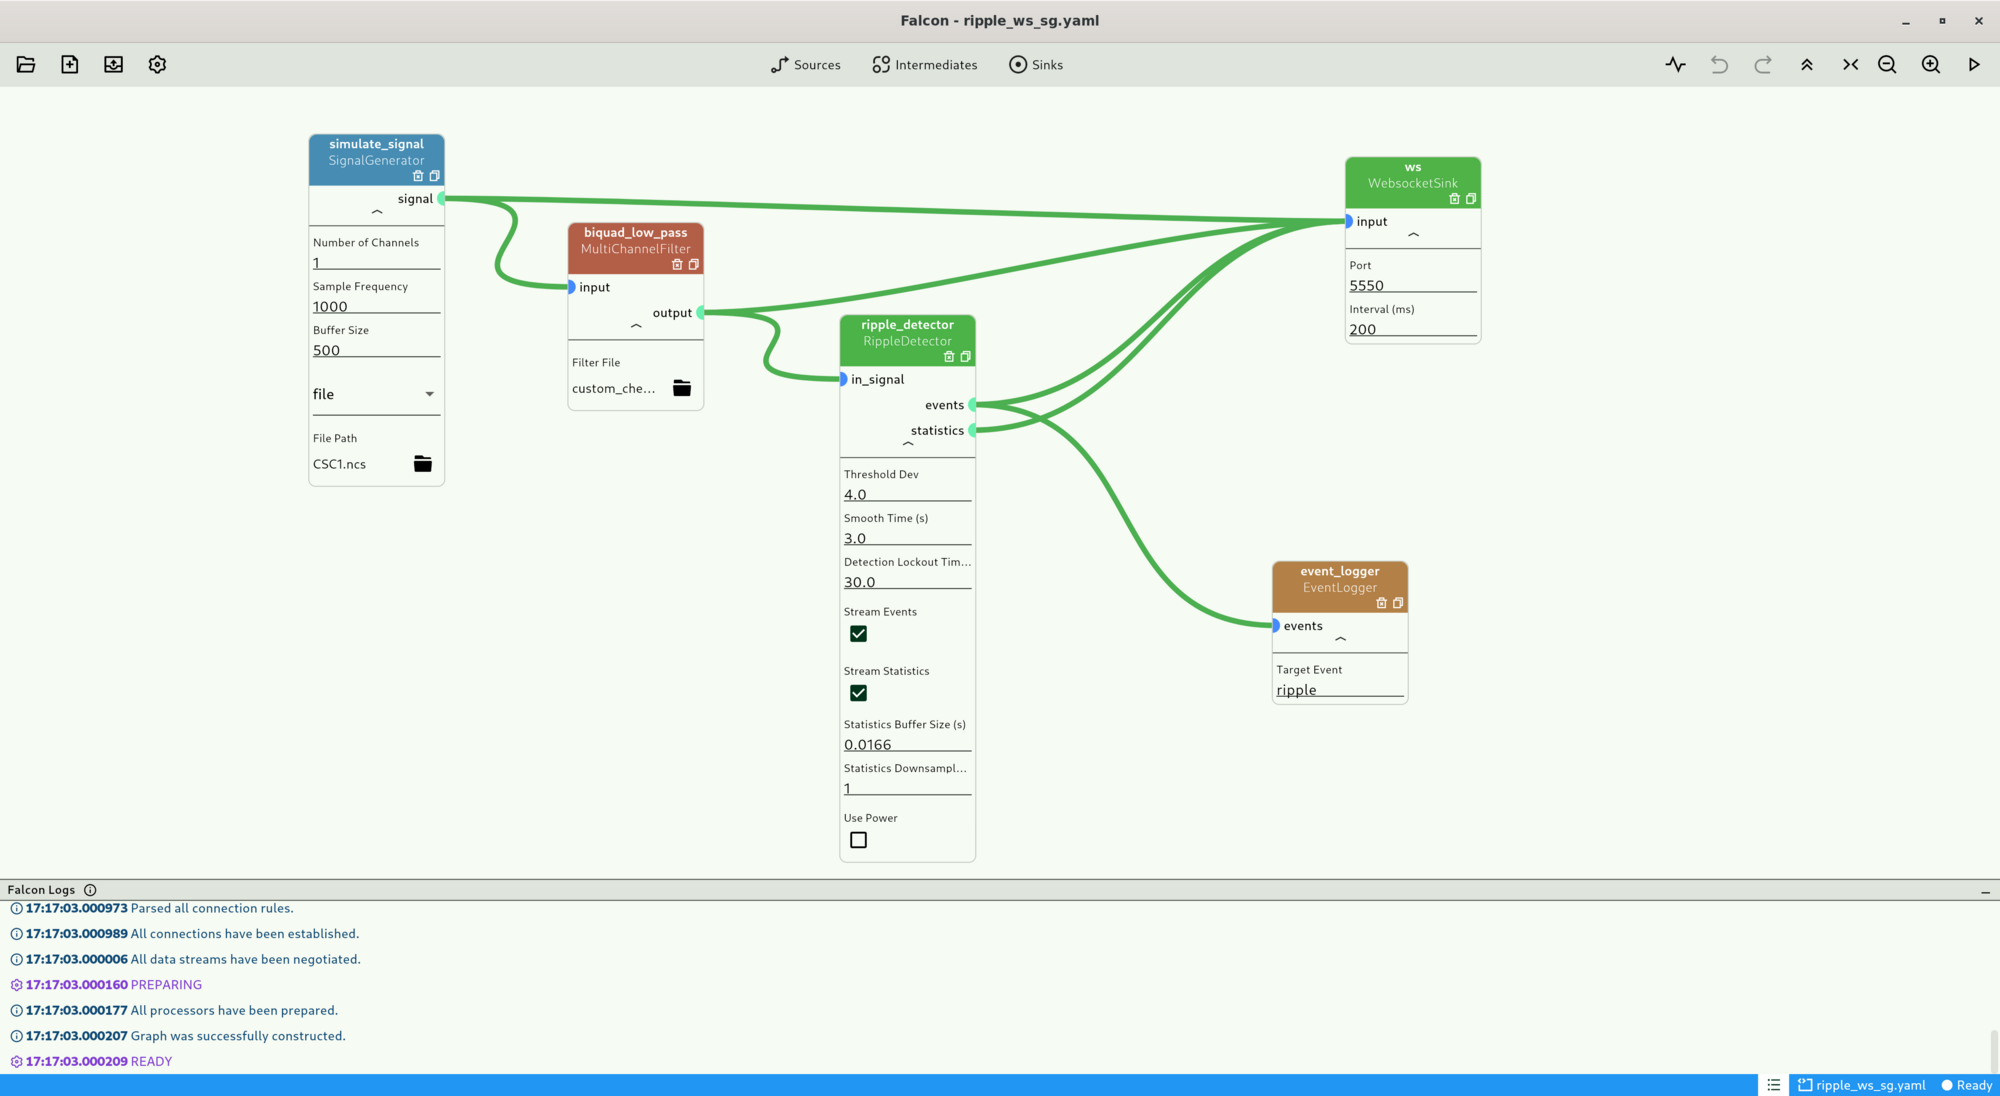 Falcon - ripple_ws_sg.yaml
Sources
Intermediates
Sinks
simulate_signal
SignalGenerator
signal
Number of Channels
1
Sample Frequency
1000
Buffer Size
500
file
File Path
CSC1.ncs
biquad_low_pass
MultiChannelFilter
input
output
Filter File
custom_che...
ripple_detector
RippleDetector
in_signal
events
statistics
Threshold Dev
4.0
Smooth Time (s)
3.0
Detection Lockout Tim...
30.0
Stream Events
Stream Statistics
Statistics Buffer Size (s)
0.0166
Statistics Downsampl...
1
Use Power
ws
WebsocketSink
input
Port
5550
Interval (ms)
200
event_logger
EventLogger
events
Target Event
ripple
Falcon Logs
17:17:03.000973 Parsed all connection rules.
17:17:03.000989 All connections have been established.
17:17:03.000006 All data streams have been negotiated.
17:17:03.000160 PREPARING
17:17:03.000177 All processors have been prepared.
17:17:03.000207 Graph was successfully constructed.
17:17:03.000209 READY
ripple_ws_sg.yaml
Ready